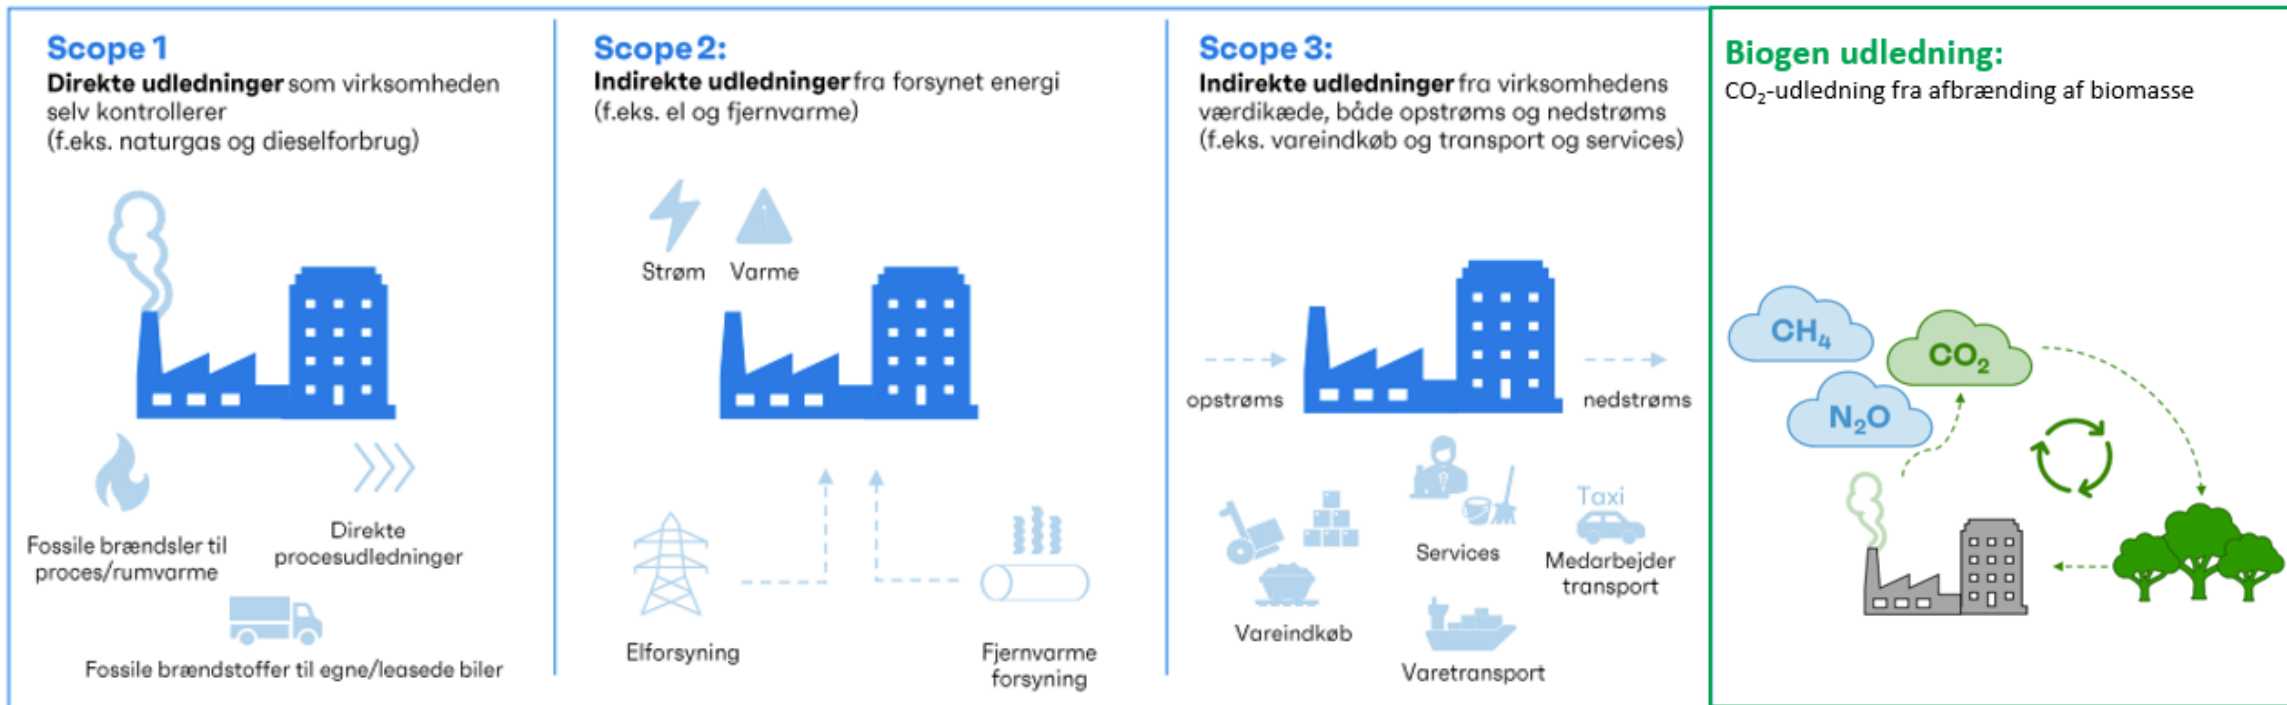 Scope 1
Direkte udledninger som virksomheden
selv kontrollerer
(f.eks. naturgas og dieselforbrug)
Fossile brændsler til
proces/rumvarme
Direkte
procesudledninger
Fossile brændstoffer til egne/leasede biler
Scope 2:
Indirekte udledninger fra forsynet energi
(f.eks. el og fjernvarme)
Strøm
Varme
Elforsyning
Fjernvarme
forsyning
Scope 3:
Indirekte udledninger fra virksomhedens
værdikæde, både opstrøms og nedstrøms
(f.eks. vareindkøb og transport og services)
opstrøms
nedstrøms
Services
Taxi
Medarbejder
transport
Vareindkøb
Varetransport
Biogen udledning:
CO₂-udledning fra afbrænding af biomasse
CH₄
CO₂
N₂O